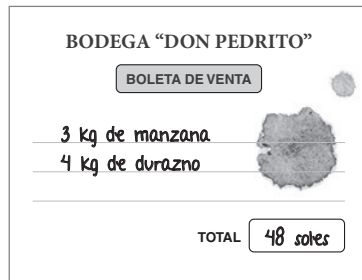 BODEGA “DON PEDRITO”
BOLETA DE VENTA
3 kg de manzana
4 kg de durazno
TOTAL 48 soles